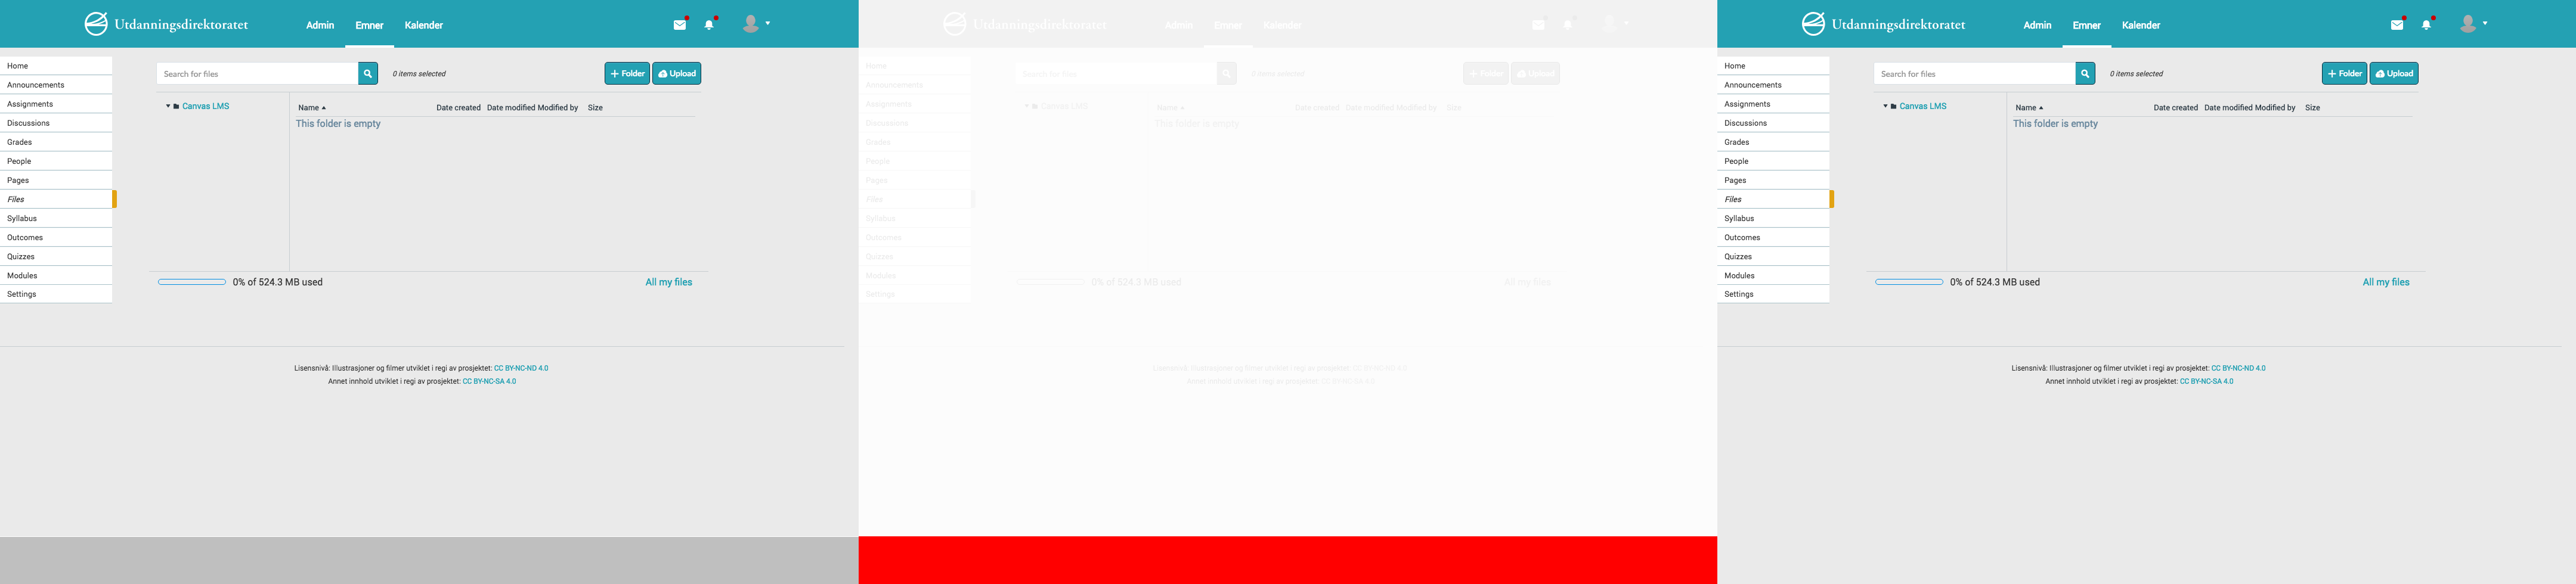 Utdanningsdirektoratet Admin Emner Kalender
Home
Announcements
Assignments
Discussions
Grades
People
Pages
Files
Syllabus
Outcomes
Quizzes
Modules
Settings
Search for files 0 items selected Folder Upload
Canvas LMS
Name Date created Date modified Modified by Size
This folder is empty
0% of 524.3 MB used All my files
Lisensnivå: Illustrasjoner og filmer utviklet i regi av prosjektet: CC BY-NC-ND 4.0
Annet innhold utviklet i regi av prosjektet: CC BY-NC-SA 4.0
Utdanningsdirektoratet Admin Emner Kalender
Home
Announcements
Assignments
Discussions
Grades
People
Pages
Files
Syllabus
Outcomes
Quizzes
Modules
Settings
Search for files 0 items selected Folder Upload
Canvas LMS
Name Date created Date modified Modified by Size
This folder is empty
0% of 524.3 MB used All my files
Lisensnivå: Illustrasjoner og filmer utviklet i regi av prosjektet: CC BY-NC-ND 4.0
Annet innhold utviklet i regi av prosjektet: CC BY-NC-SA 4.0
Utdanningsdirektoratet Admin Emner Kalender
Home
Announcements
Assignments
Discussions
Grades
People
Pages
Files
Syllabus
Outcomes
Quizzes
Modules
Settings
Search for files 0 items selected Folder Upload
Canvas LMS
Name Date created Date modified Modified by Size
This folder is empty
0% of 524.3 MB used All my files
Lisensnivå: Illustrasjoner og filmer utviklet i regi av prosjektet: CC BY-NC-ND 4.0
Annet innhold utviklet i regi av prosjektet: CC BY-NC-SA 4.0